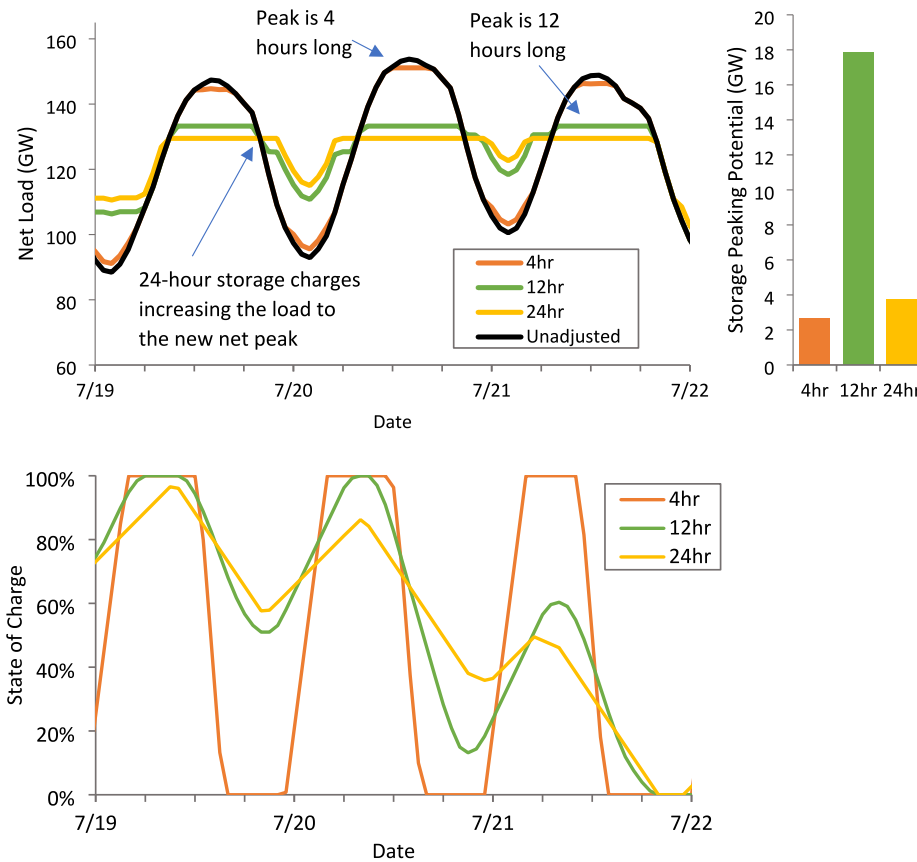 Peak is 4
hours long
Peak is 12
hours long
Net Load (GW)
160
140
120
100
80
60
24-hour storage charges
increasing the load to
the new net peak
4hr
12hr
24hr
Unadjusted
7/19
7/20
7/21
7/22
Date
Storage Peaking Potential (GW)
20
18
16
14
12
10
8
6
4
2
0
4hr
12hr
24hr
State of Charge
100%
80%
60%
40%
20%
0%
4hr
12hr
24hr
7/19
7/20
7/21
7/22
Date